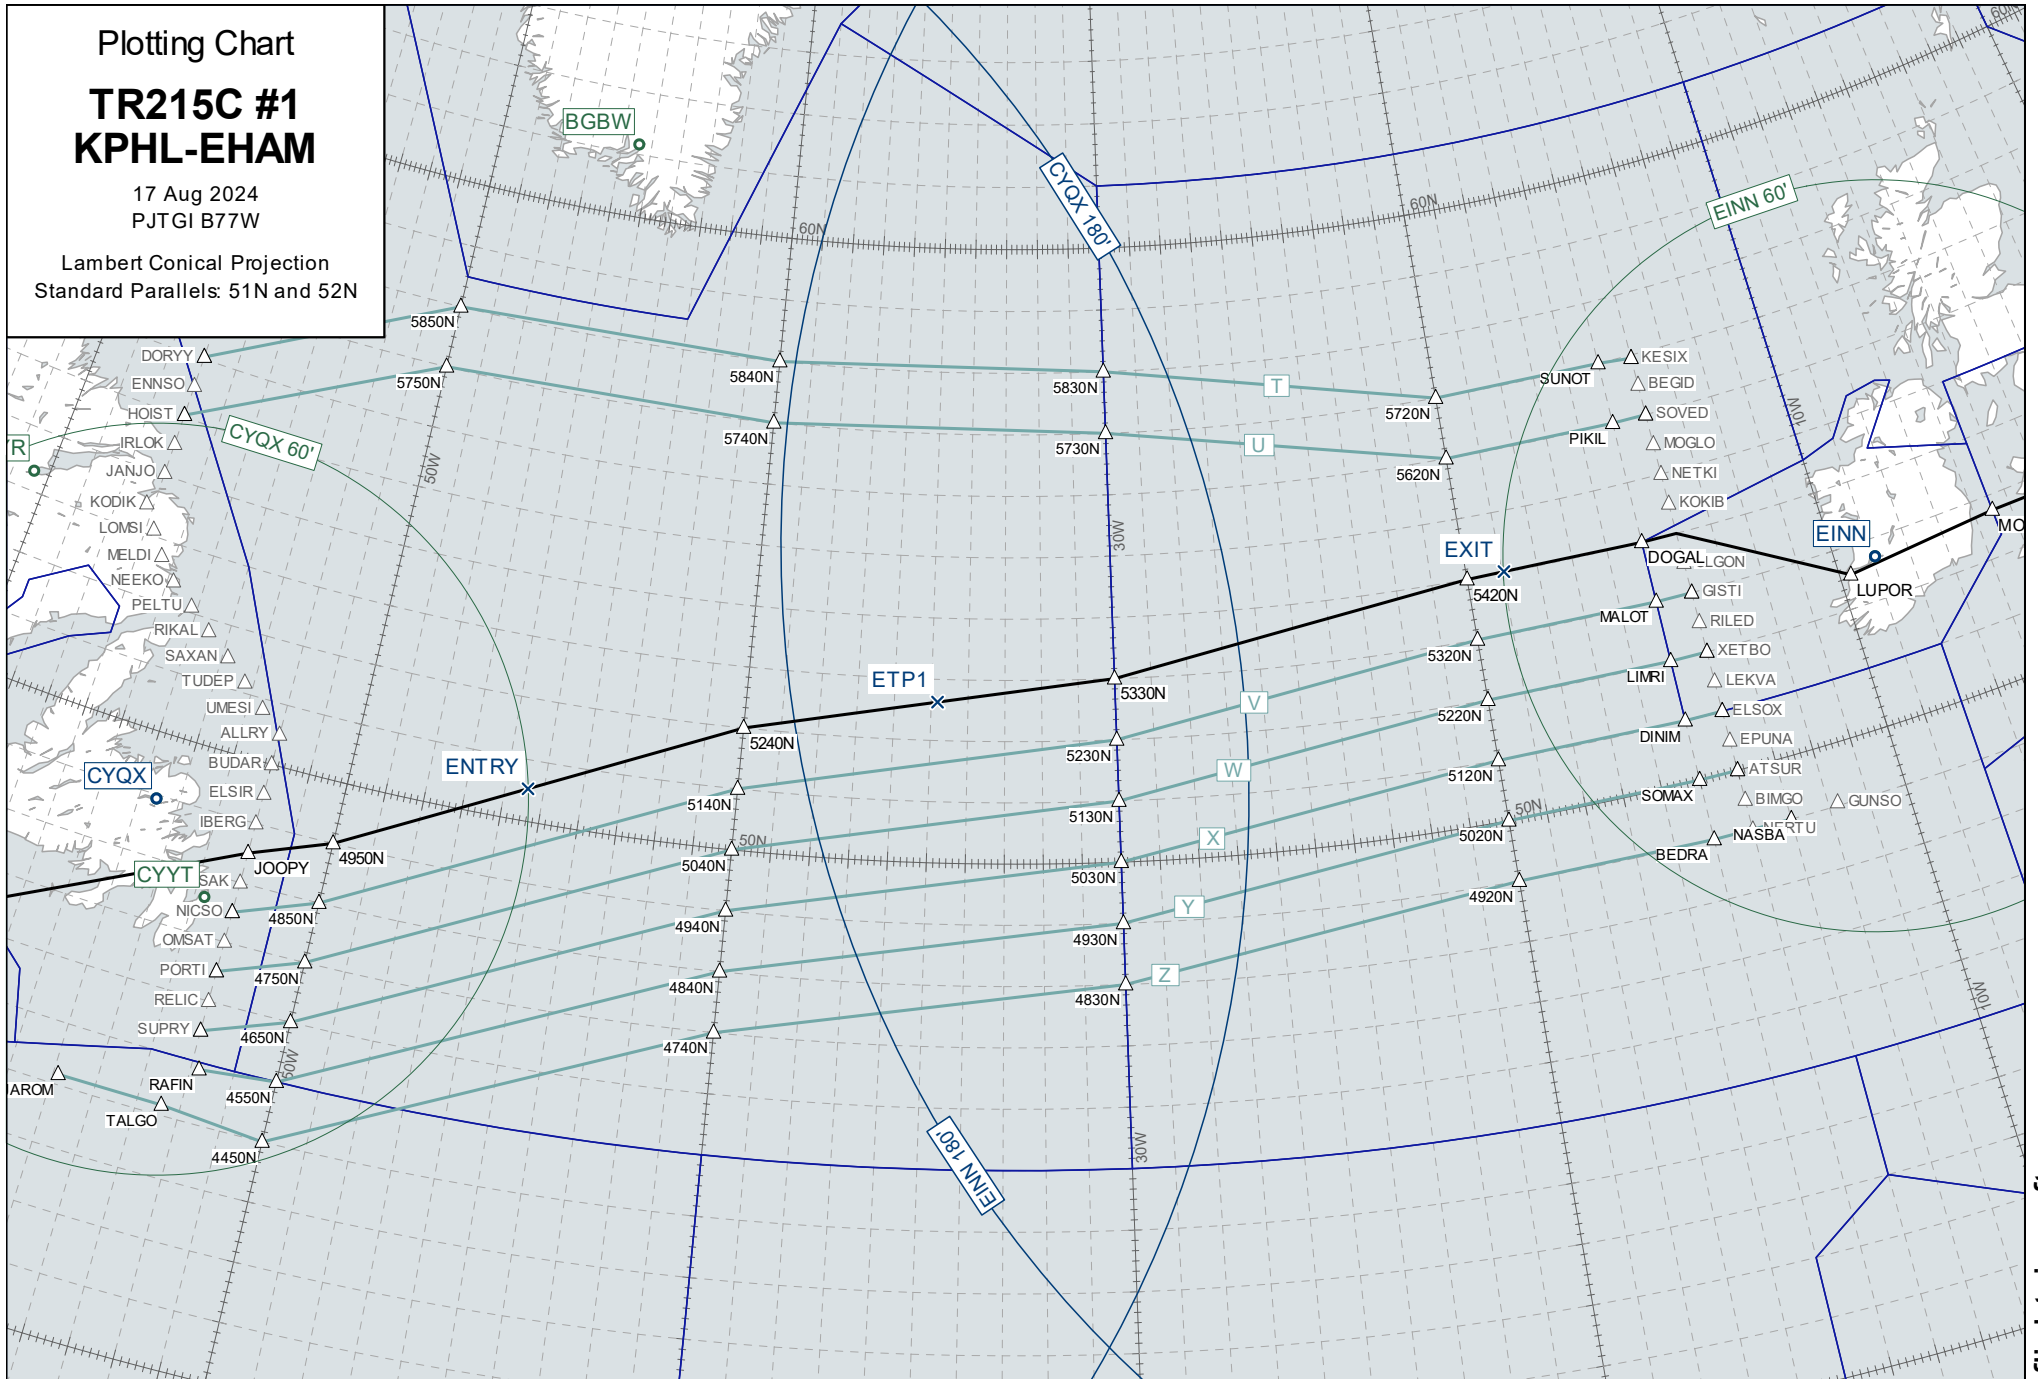 Plotting Chart
TR215C #1
KPHL-EHAM
17 Aug 2024
PJTGI B77W
Lambert Conical Projection
Standard Parallels: 51N and 52N
BGBW
CYQX 180'
EINN 60'
60N
60N
60N
5850N
DORYY
ENNSO
5750N
HOIST
5840N
5830N
T
SUNOT
KESIX
BEGID
5720N
10W
IRLOK
CYQX 60'
5740N
5730N
U
PIKIL
SOVED
MOGLO
5620N
YR
JANJO
50W
NETKI
KODIK
KOKIB
LOMSI
30W
EINN
MELDI
EXIT
DOGAL
LGON
NEEKO
5420N
GISTI
LUPOR
PELTU
MALOT
RILED
RIKAL
SAXAN
5320N
XETBO
TUDEP
ETP1
LIMRI
LEKVA
UMESI
5330N
V
ELSOX
ALLRY
5240N
5230N
5220N
DINIM
EPUNA
BUDAR
ENTRY
W
5120N
ATSUR
CYQX
ELSIR
5140N
SOMAX
BIMGO
GUNSO
IBERG
50N
5130N
50N
5020N
NASBA
NERTU
JOOPY
4950N
5040N
X
BEDRA
CYYT
SAK
5030N
NICSO
4850N
4920N
OMSAT
4940N
Y
4930N
PORTI
4750N
4840N
Z
RELIC
4830N
10W
SUPRY
4650N
4740N
50W
RAFIN
4550N
AROM
TALGO
4450N
EINN 180'
30W
MO